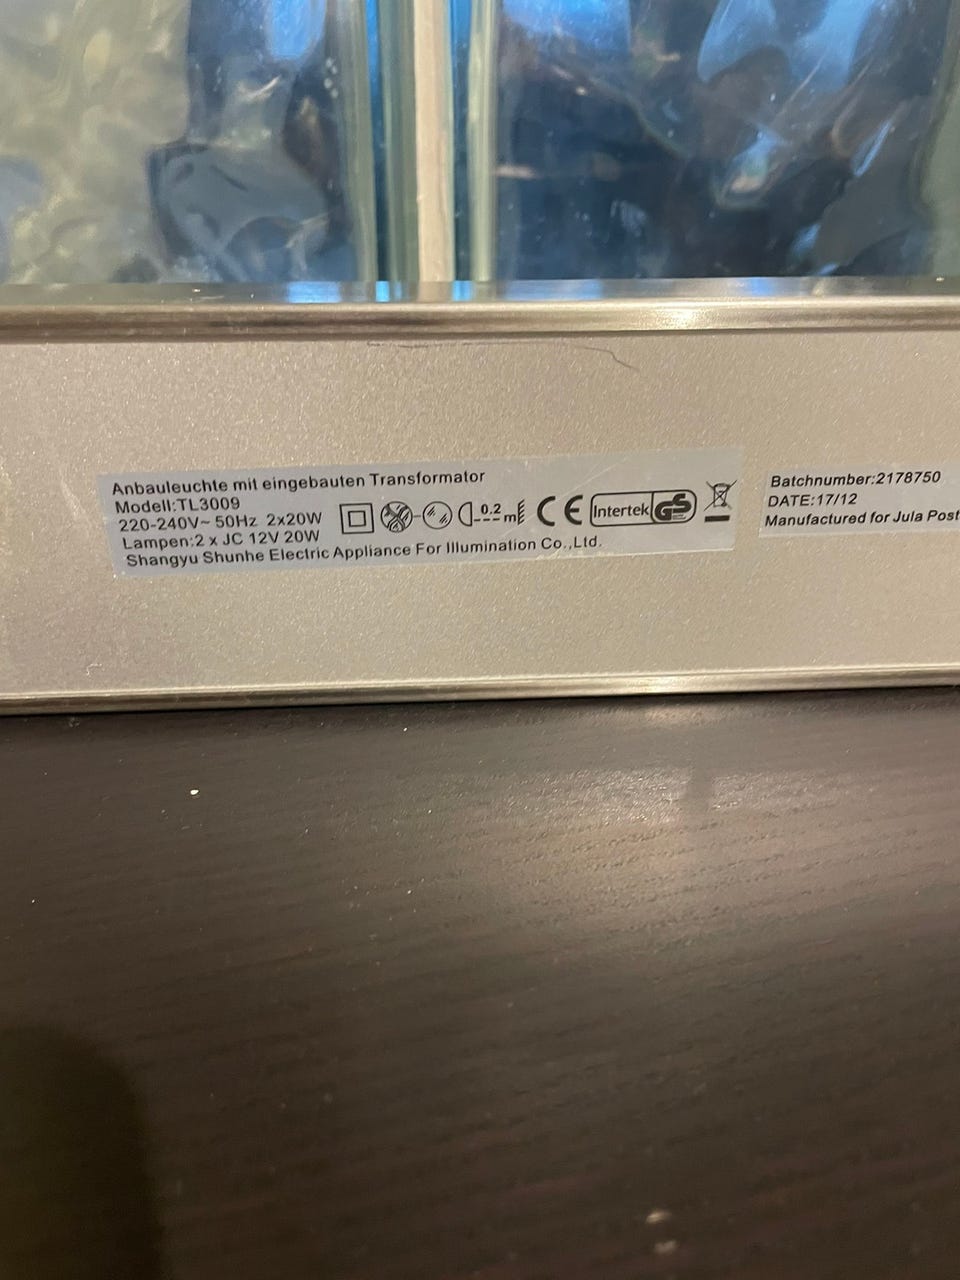 Anbauleuchte mit eingebauten Transformator
Modell:TL3009
220-240V~ 50Hz 2x20W
Lampen:2 x JC 12V 20W
Shangyu Shunhe Electric Appliance For Illumination Co.,Ltd.
0.2 m
CE
Intertek GS
Batchnumber:2178750
DATE:17/12
Manufactured for Jula Post